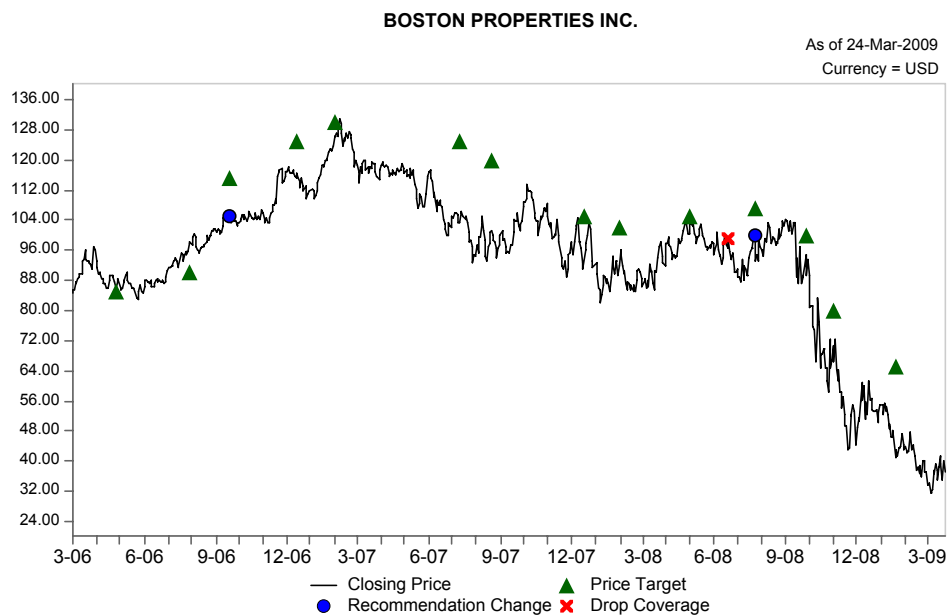 BOSTON PROPERTIES INC.
As of 24-Mar-2009
Currency = USD
136.00
128.00
120.00
112.00
104.00
96.00
88.00
80.00
72.00
64.00
56.00
48.00
40.00
32.00
24.00
3-06 6-06 9-06 12-06 3-07 6-07 9-07 12-07 3-08 6-08 9-08 12-08 3-09
Closing Price Price Target
Recommendation Change Drop Coverage